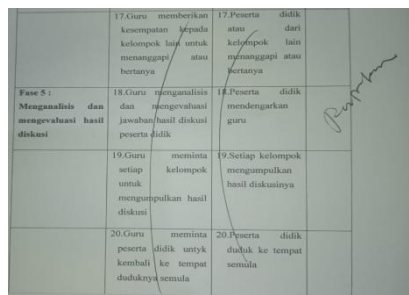 17.Guru memberikan
kesempatan kepada
kelompok lain untuk
menanggapi atau
bertanya
17.Peserta didik
atau dari
kelompok lain
menanggapi atau
bertanya
Fase 5 :
Menganalisis dan
mengevaluasi hasil
diskusi
18.Guru menganalisis
dan mengevaluasi
jawaban hasil diskusi
peserta didik
18.Peserta didik
mendengarkan
guru
19.Guru meminta
setiap kelompok
untuk
mengumpulkan hasil
diskusi
19.Setiap kelompok
mengumpulkan
hasil diskusinya
20.Guru meminta
peserta didik untyk
kembali ke tempat
duduknya semula
20.Peserta didik
duduk ke tempat
semula